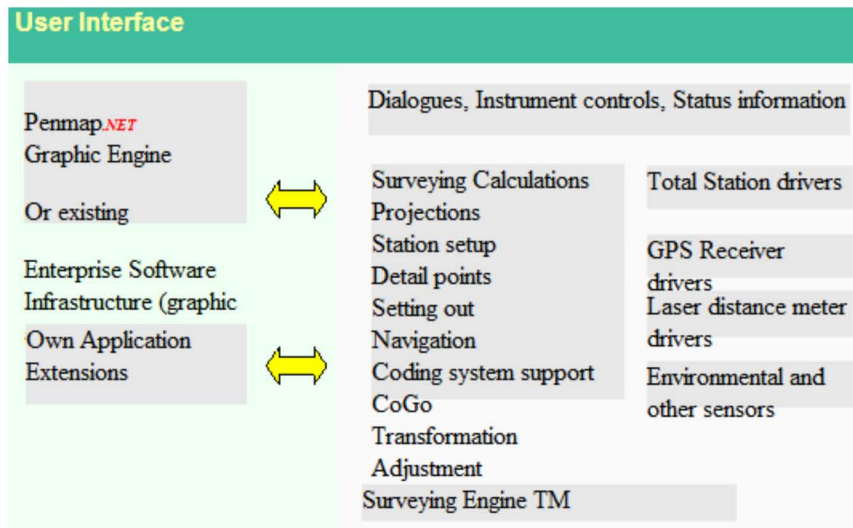 User Interface
Penmap.NET
Graphic Engine
Or existing
Enterprise Software
Infrastructure (graphic
Own Application
Extensions
Dialogues, Instrument controls, Status information
Surveying Calculations
Projections
Station setup
Detail points
Setting out
Navigation
Coding system support
CoGo
Transformation
Adjustment
Surveying Engine TM
Total Station drivers
GPS Receiver
drivers
Laser distance meter
drivers
Environmental and
other sensors